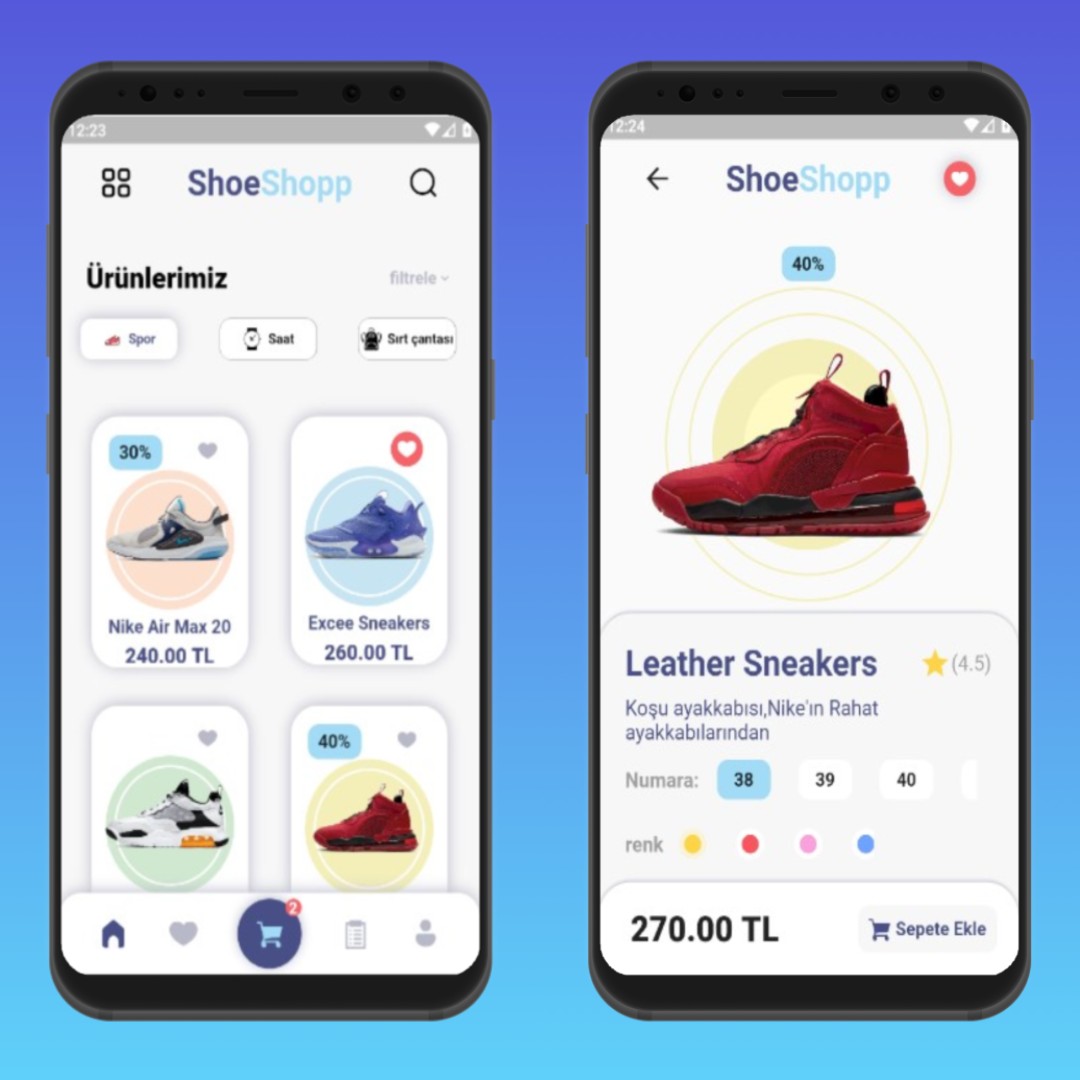 12:23
ShoeShopp
Ürünlerimiz
filtrele
Spor
Saat
Sırt çantası
30%
Nike Air Max 20
240.00 TL
Excee Sneakers
260.00 TL
40%
2
12:24
ShoeShopp
40%
Leather Sneakers
(4.5)
Koşu ayakkabısı,Nike'ın Rahat
ayakkabılarından
Numara: 38 39 40
renk
270.00 TL
Sepete Ekle